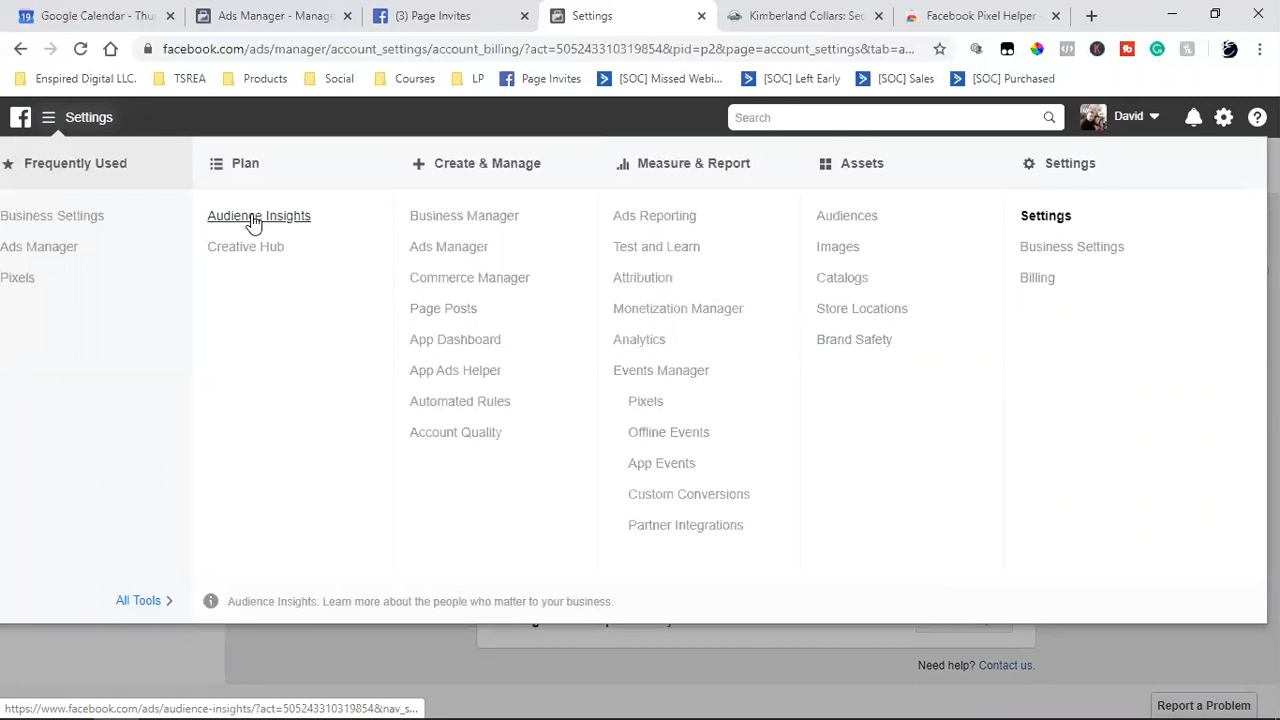 19 Google Calendar - Thu
Ads Manager - Manage
(3) Page Invites
Settings
Kimberland Collars: Sec
Facebook Pixel Helper -
facebook.com/ads/manager/account_settings/account_billing/?act=505243310319854&pid=p2&page=account_settings&tab=a...
Enspired Digital LLC.
TSREA
Products
Social
Courses
LP
Page Invites
[SOC] Missed Webi...
[SOC] Left Early
[SOC] Sales
[SOC] Purchased
Settings
Search
David
Frequently Used
Business Settings
Ads Manager
Pixels
All Tools
Plan
Audience Insights
Creative Hub
Create & Manage
Business Manager
Ads Manager
Commerce Manager
Page Posts
App Dashboard
App Ads Helper
Automated Rules
Account Quality
Measure & Report
Ads Reporting
Test and Learn
Attribution
Monetization Manager
Analytics
Events Manager
Pixels
Offline Events
App Events
Custom Conversions
Partner Integrations
Assets
Audiences
Images
Catalogs
Store Locations
Brand Safety
Settings
Settings
Business Settings
Billing
Audience Insights. Learn more about the people who matter to your business.
Need help? Contact us.
Report a Problem
https://www.facebook.com/ads/audience-insights/?act=505243310319854&nav_s...